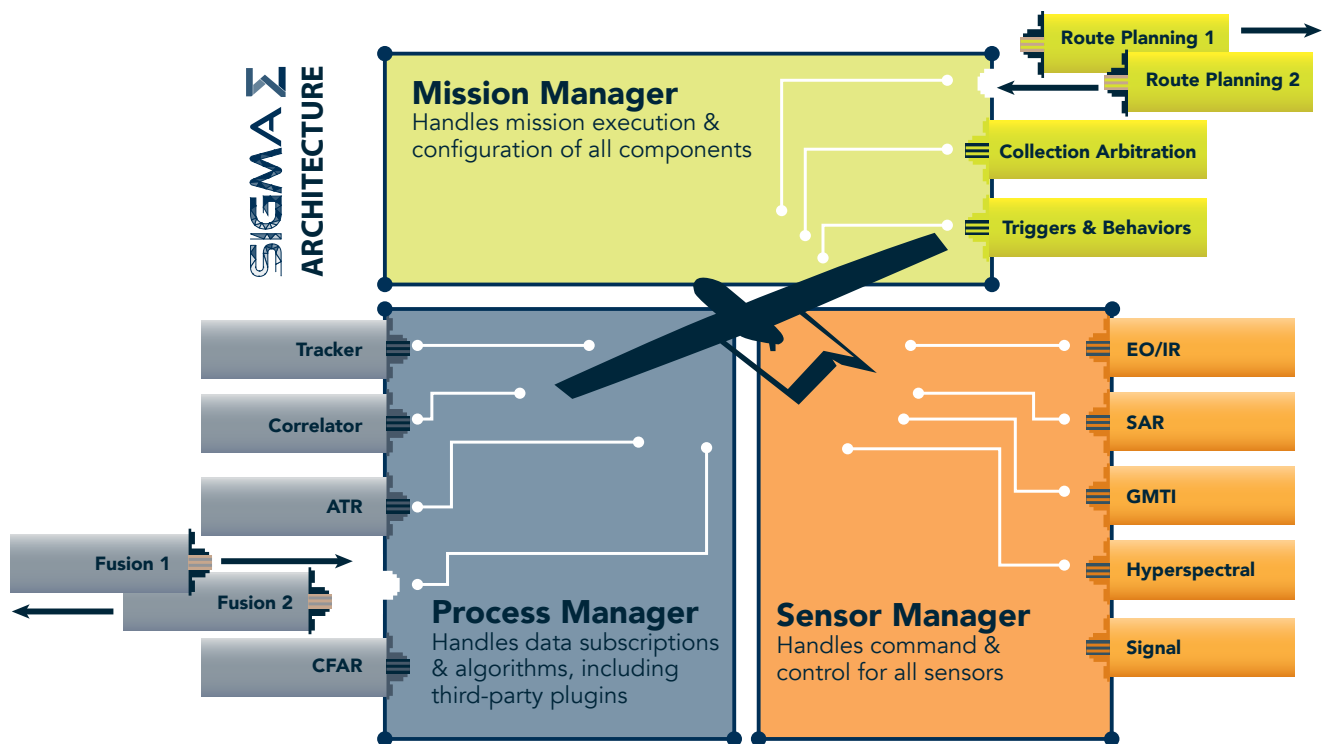 SIGMA Σ
ARCHITECTURE
Mission Manager
Handles mission execution &
configuration of all components
Route Planning 1
Route Planning 2
Collection Arbitration
Triggers & Behaviors
Tracker
Correlator
ATR
Fusion 1
Fusion 2
CFAR
Process Manager
Handles data subscriptions
& algorithms, including
third-party plugins
Sensor Manager
Handles command &
control for all sensors
EO/IR
SAR
GMTI
Hyperspectral
Signal